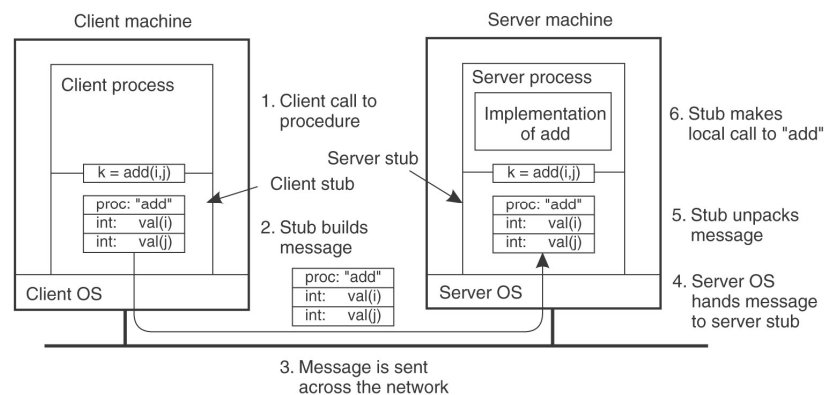 Client machine
Server machine
Client process
1. Client call to
procedure
Server process
Implementation
of add
6. Stub makes
local call to "add"
Server stub
k = add(i,j)
k = add(i,j)
Client stub
proc: "add"
int: val(i)
int: val(j)
2. Stub builds
message
proc: "add"
int: val(i)
int: val(j)
5. Stub unpacks
message
proc: "add"
int: val(i)
int: val(j)
Client OS
Server OS
4. Server OS
hands message
to server stub
3. Message is sent
across the network